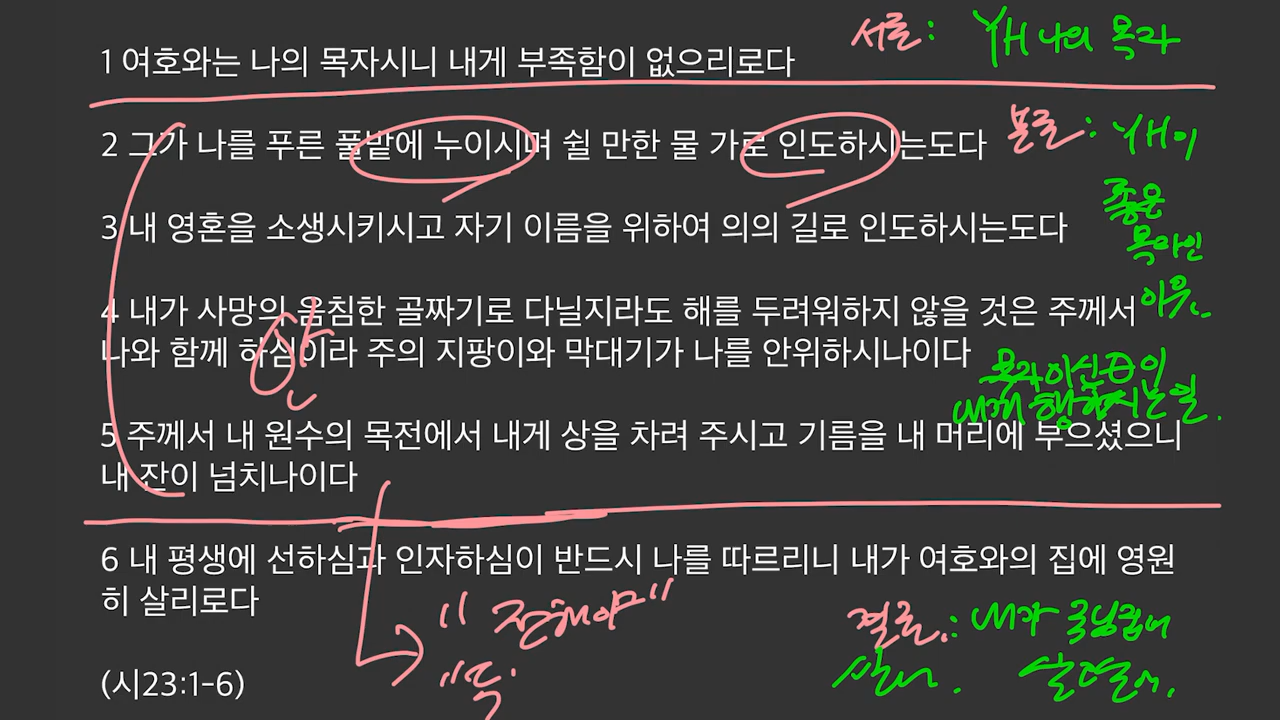 1 여호와는 나의 목자시니 내게 부족함이 없으리로다
서론: YH 나의 목자
2 그가 나를 푸른 풀밭에 누이시며 쉴 만한 물 가로 인도하시는도다
본론: YH이
좋은
목자인
이유.
3 내 영혼을 소생시키시고 자기 이름을 위하여 의의 길로 인도하시는도다
4 내가 사망의 음침한 골짜기로 다닐지라도 해를 두려워하지 않을 것은 주께서
나와 함께 하심이라 주의 지팡이와 막대기가 나를 안위하시나이다
내게 행하시는 일.
5 주께서 내 원수의 목전에서 내게 상을 차려 주시고 기름을 내 머리에 부으셨으니
내 잔이 넘치나이다
6 내 평생에 선하심과 인자하심이 반드시 나를 따르리니 내가 여호와의 집에 영원
히 살리로다
결론: 내가
(시23:1-6)